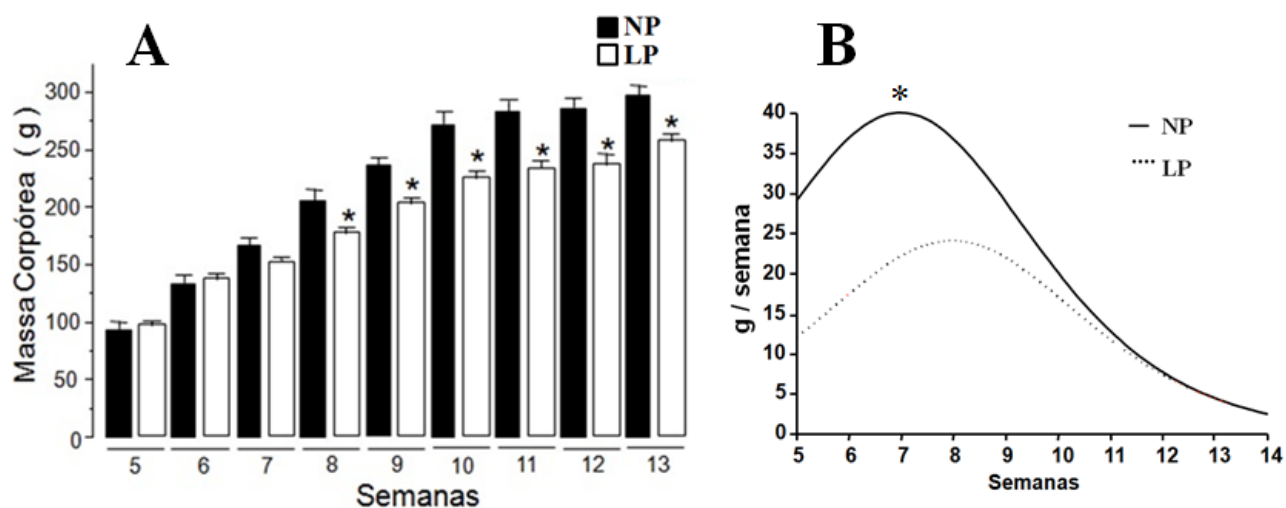 A
NP
LP
Massa Corpórea ( g )
300
250
200
150
100
50
0
* * * * * *
5 6 7 8 9 10 11 12 13
Semanas
B
*
NP
LP
g / semana
40
35
30
25
20
15
10
5
0
5 6 7 8 9 10 11 12 13 14
Semanas